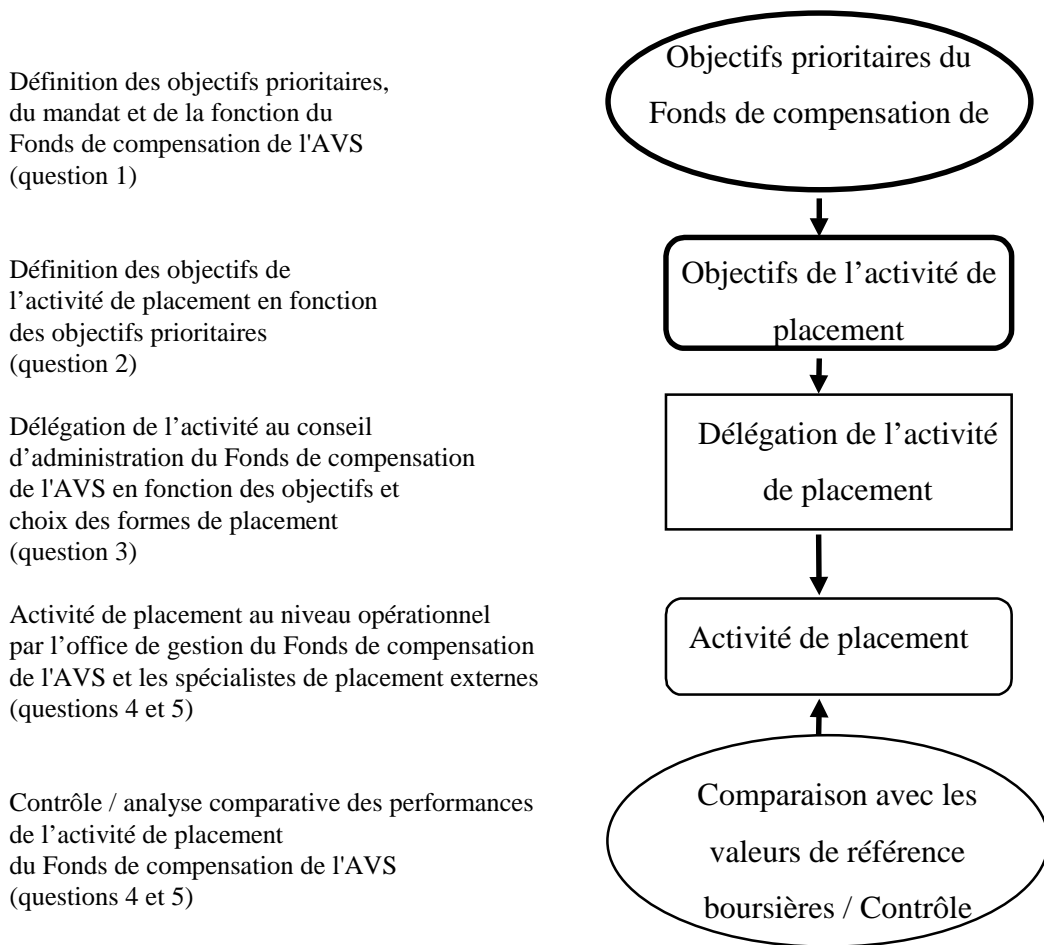 Définition des objectifs prioritaires,
du mandat et de la fonction du
Fonds de compensation de l'AVS
(question 1)
Objectifs prioritaires du
Fonds de compensation de
Définition des objectifs de
l’activité de placement en fonction
des objectifs prioritaires
(question 2)
Objectifs de l’activité de
placement
Délégation de l’activité au conseil
d’administration du Fonds de compensation
de l'AVS en fonction des objectifs et
choix des formes de placement
(question 3)
Délégation de l’activité
de placement
Activité de placement au niveau opérationnel
par l’office de gestion du Fonds de compensation
de l'AVS et les spécialistes de placement externes
(questions 4 et 5)
Activité de placement
Contrôle / analyse comparative des performances
de l’activité de placement
du Fonds de compensation de l'AVS
(questions 4 et 5)
Comparaison avec les
valeurs de référence
boursières / Contrôle